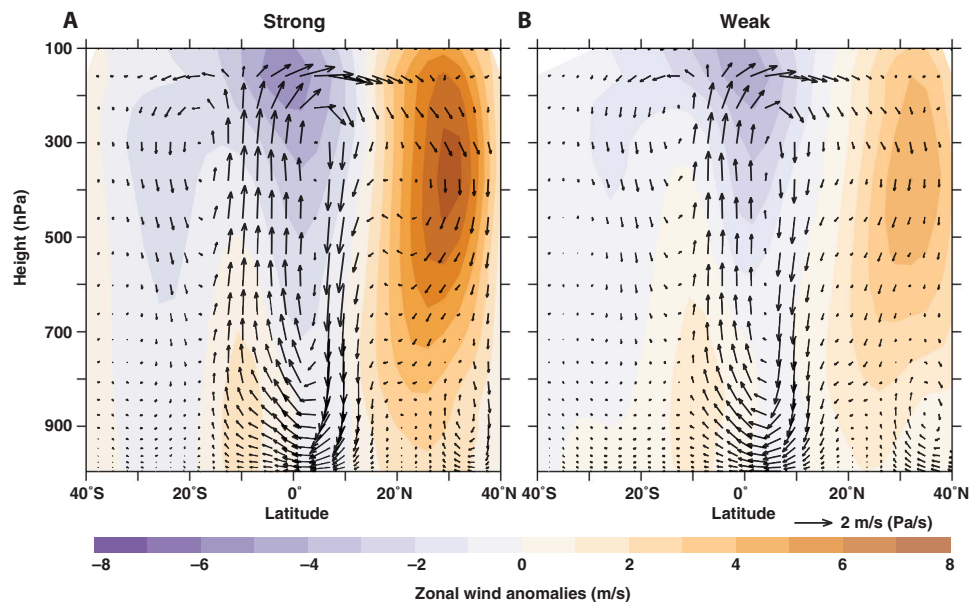 A Strong
B Weak
100
300
500
700
900
Height (hPa)
40˚S 20˚S 0˚ 20˚N 40˚N
40˚S 20˚S 0˚ 20˚N 40˚N
Latitude
Latitude
2 m/s (Pa/s)
−8 −6 −4 −2 0 2 4 6 8
Zonal wind anomalies (m/s)